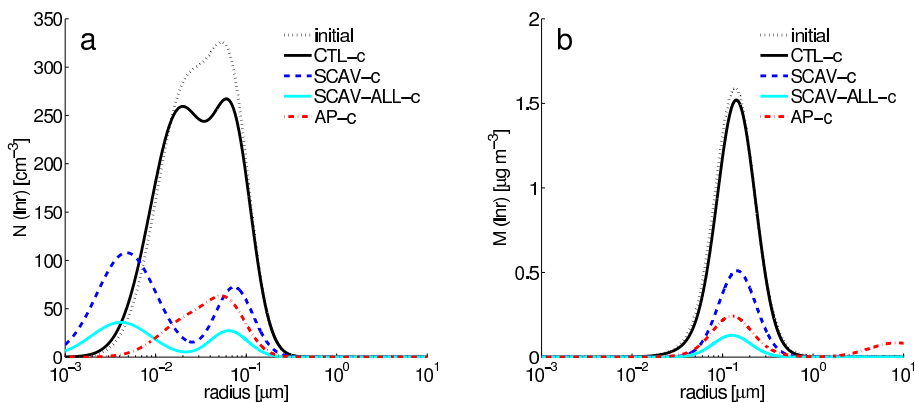 a
N (lnr) [cm⁻³]
350
300
250
200
150
100
50
0
10⁻³
10⁻²
10⁻¹
10⁰
10¹
radius [μm]
initial
CTL−c
SCAV−c
SCAV−ALL−c
AP−c
b
M (lnr) [μg m⁻³]
2
1.5
1
0.5
0
10⁻³
10⁻²
10⁻¹
10⁰
10¹
radius [μm]
initial
CTL−c
SCAV−c
SCAV−ALL−c
AP−c